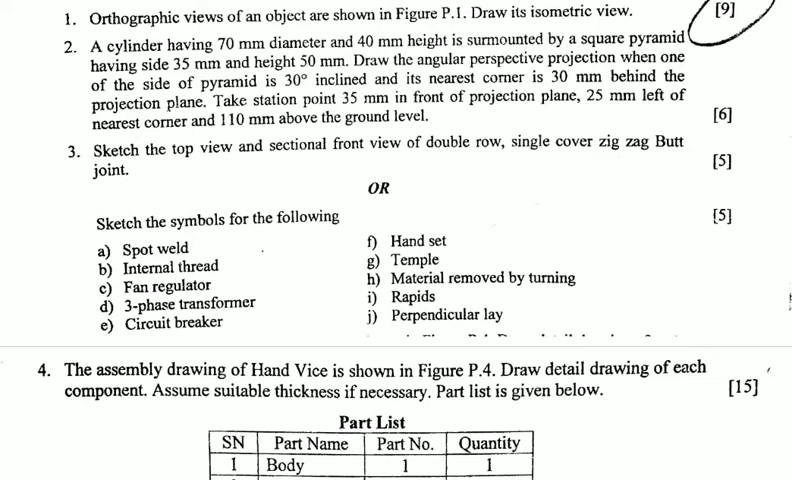 1. Orthographic views of an object are shown in Figure P.1. Draw its isometric view. [9]
2. A cylinder having 70 mm diameter and 40 mm height is surmounted by a square pyramid
having side 35 mm and height 50 mm. Draw the angular perspective projection when one
of the side of pyramid is 30° inclined and its nearest corner is 30 mm behind the
projection plane. Take station point 35 mm in front of projection plane, 25 mm left of
nearest corner and 110 mm above the ground level. [6]
3. Sketch the top view and sectional front view of double row, single cover zig zag Butt
joint. [5]
OR
Sketch the symbols for the following [5]
a) Spot weld
b) Internal thread
c) Fan regulator
d) 3-phase transformer
e) Circuit breaker
f) Hand set
g) Temple
h) Material removed by turning
i) Rapids
j) Perpendicular lay
4. The assembly drawing of Hand Vice is shown in Figure P.4. Draw detail drawing of each
component. Assume suitable thickness if necessary. Part list is given below. [15]
Part List
SN Part Name Part No. Quantity
1 Body 1 1